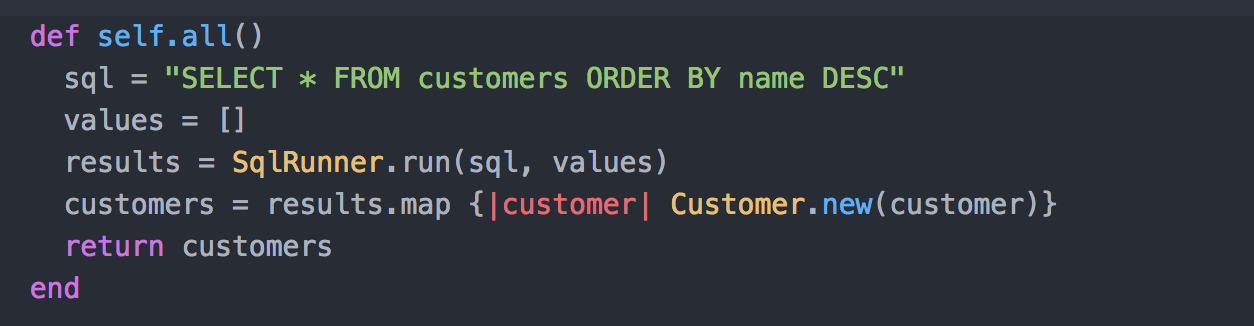 def self.all()
  sql = "SELECT * FROM customers ORDER BY name DESC"
  values = []
  results = SqlRunner.run(sql, values)
  customers = results.map {|customer| Customer.new(customer)}
  return customers
end